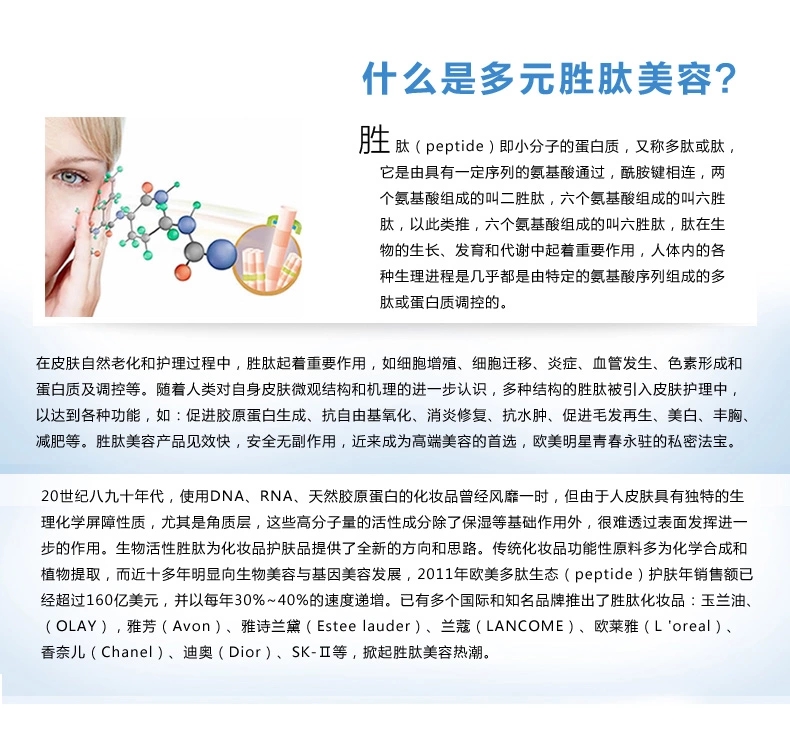 什么是多元胜肽美容?
胜 肽（peptide）即小分子的蛋白质，又称多肽或肽，
它是由具有一定序列的氨基酸通过，酰胺键相连，两
个氨基酸组成的叫二胜肽，六个氨基酸组成的叫六胜
肽，以此类推，六个氨基酸组成的叫六胜肽，肽在生
物的生长、发育和代谢中起着重要作用，人体内的各
种生理进程是几乎都是由特定的氨基酸序列组成的多
肽或蛋白质调控的。
在皮肤自然老化和护理过程中，胜肽起着重要作用，如细胞增殖、细胞迁移、炎症、血管发生、色素形成和
蛋白质及调控等。随着人类对自身皮肤微观结构和机理的进一步认识，多种结构的胜肽被引入皮肤护理中，
以达到各种功能，如：促进胶原蛋白生成、抗自由基氧化、消炎修复、抗水肿、促进毛发再生、美白、丰胸、
减肥等。胜肽美容产品见效快，安全无副作用，近来成为高端美容的首选，欧美明星青春永驻的私密法宝。
20世纪八九十年代，使用DNA、RNA、天然胶原蛋白的化妆品曾经风靡一时，但由于人皮肤具有独特的生
理化学屏障性质，尤其是角质层，这些高分子量的活性成分除了保湿等基础作用外，很难透过表面发挥进一
步的作用。生物活性胜肽为化妆品护肤品提供了全新的方向和思路。传统化妆品功能性原料多为化学合成和
植物提取，而近十多年明显向生物美容与基因美容发展，2011年欧美多肽生态（peptide）护肤年销售额已
经超过160亿美元，并以每年30%~40%的速度递增。已有多个国际和知名品牌推出了胜肽化妆品：玉兰油、
（OLAY），雅芳（Avon）、雅诗兰黛（Estee lauder）、兰蔻（LANCOME）、欧莱雅（L 'oreal）、
香奈儿（Chanel）、迪奥（Dior）、SK-Ⅱ等，掀起胜肽美容热潮。